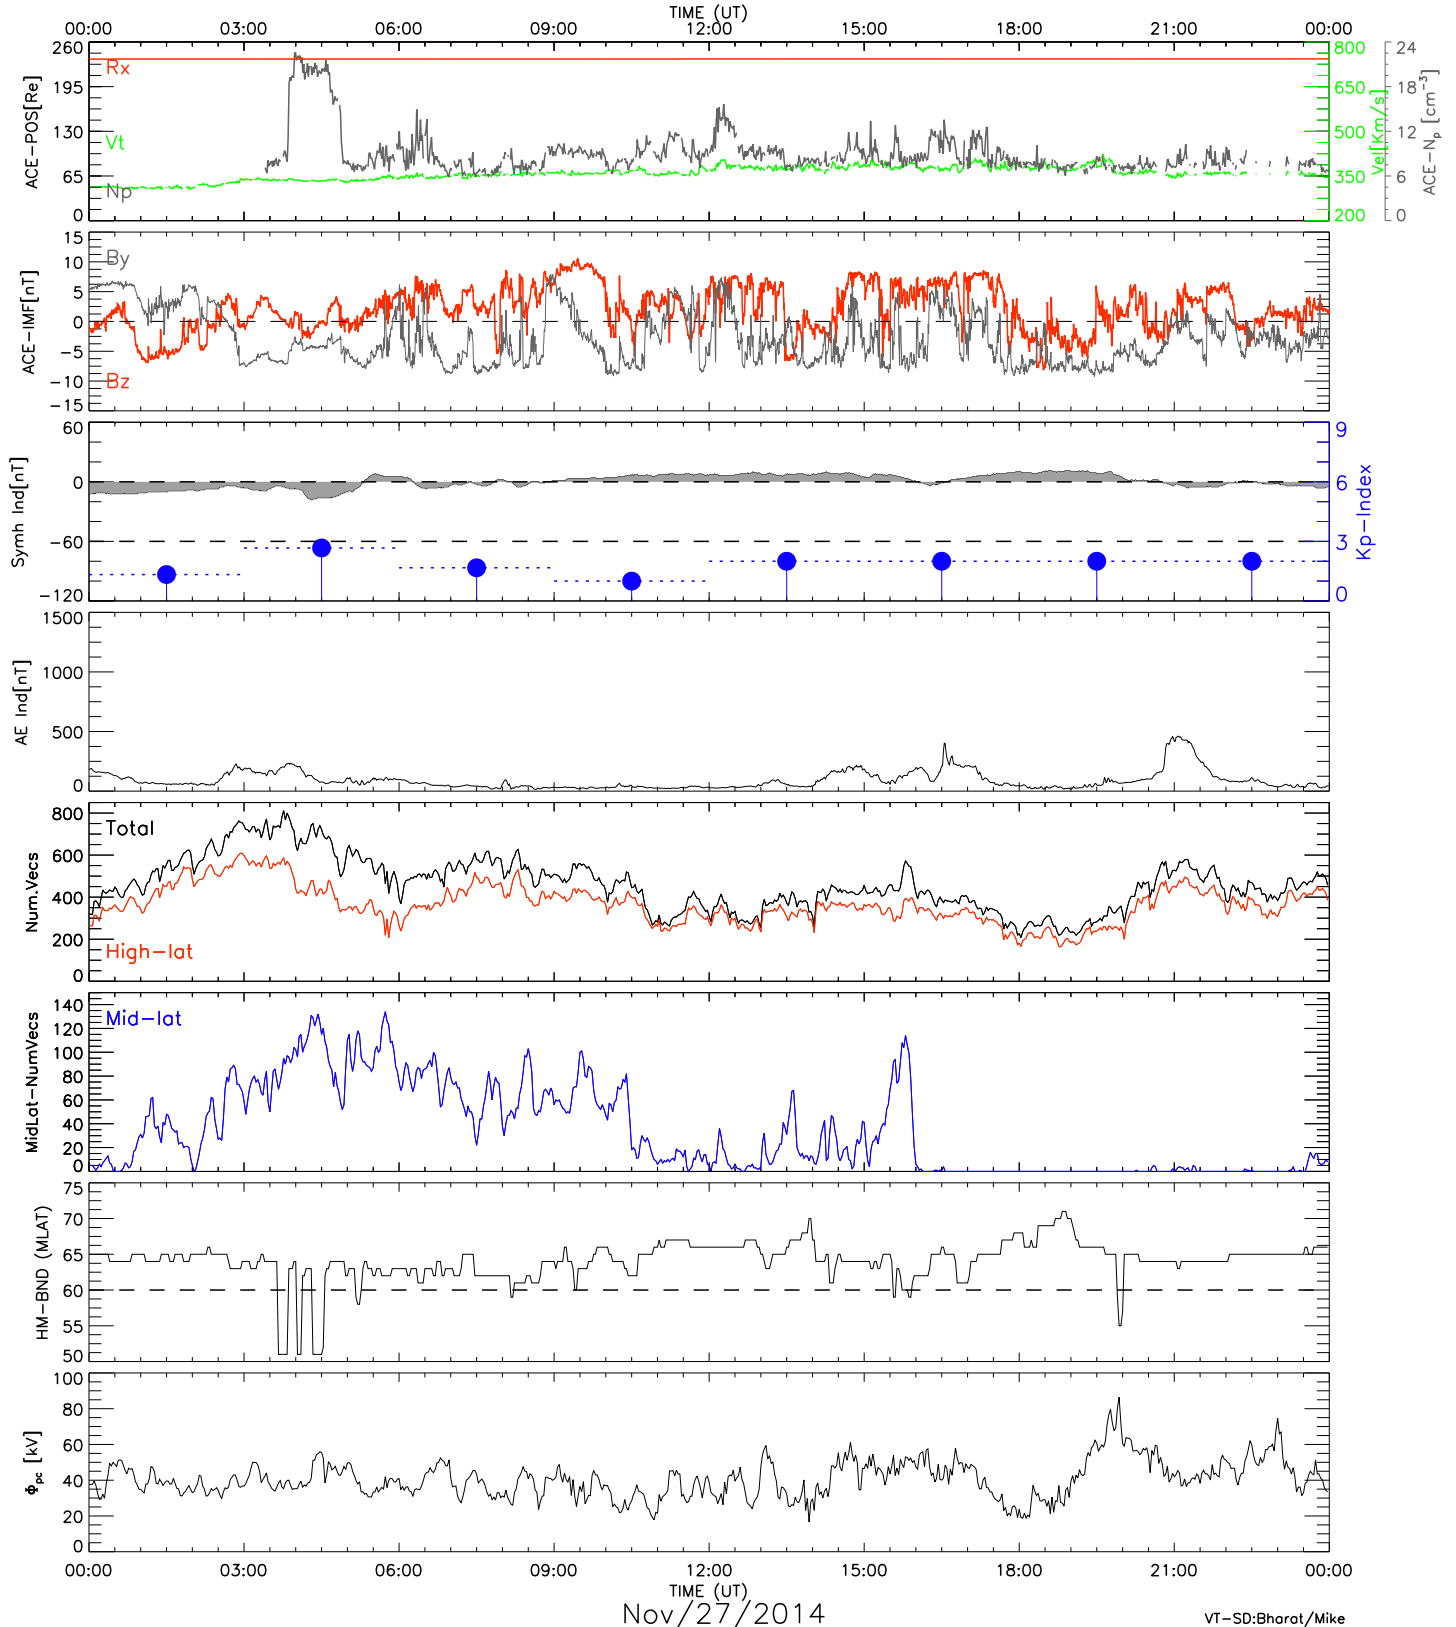 TIME (UT)
00:00 03:00 06:00 09:00 12:00 15:00 18:00 21:00 00:00
ACE-POS[Re]
260
195
130
65
0
Rx
Vt
Np
800
650
500
350
200
Vel[Km/s]
24
18
12
6
0
ACE-Np [cm-3]
ACE-IMF[nT]
15
10
5
0
-5
-10
-15
By
Bz
Symh Ind[nT]
60
0
-60
-120
9
6
3
0
Kp-Index
AE Ind[nT]
1500
1000
500
0
Num.Vecs
800
600
400
200
0
Total
High-lat
MidLat-NumVecs
140
120
100
80
60
40
20
0
Mid-lat
HM-BND (MLAT)
75
70
65
60
55
50
Φpc [kV]
100
80
60
40
20
0
00:00 03:00 06:00 09:00 12:00 15:00 18:00 21:00 00:00
TIME (UT)
Nov/27/2014
VT-SD:Bharat/Mike